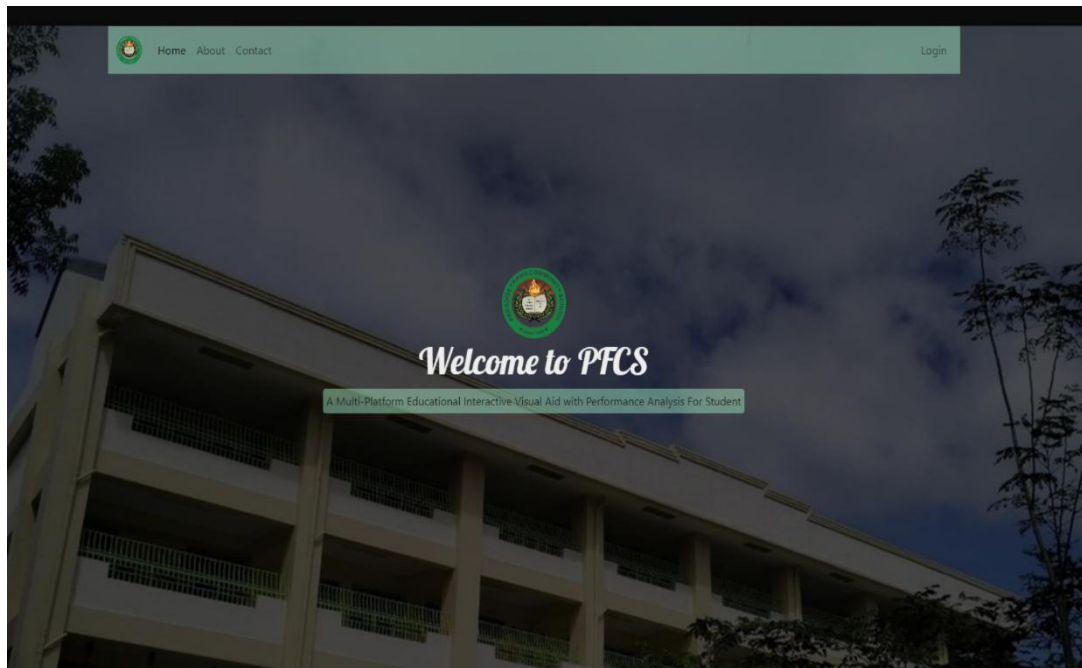 Home About Contact Login
Welcome to PFCS
A Multi-Platform Educational Interactive Visual Aid with Performance Analysis For Student